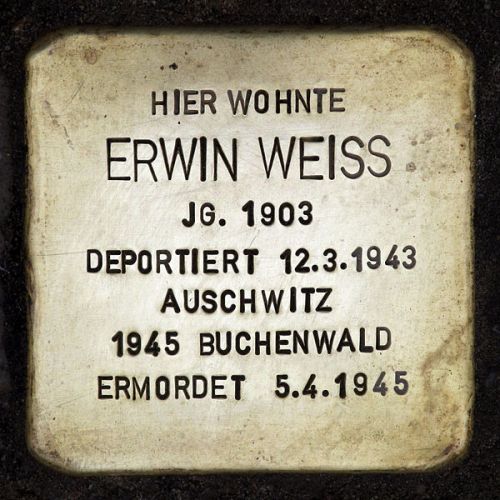 HIER WOHNTE
ERWIN WEISS
JG. 1903
DEPORTIERT 12.3.1943
AUSCHWITZ
1945 BUCHENWALD
ERMORDET 5.4.1945